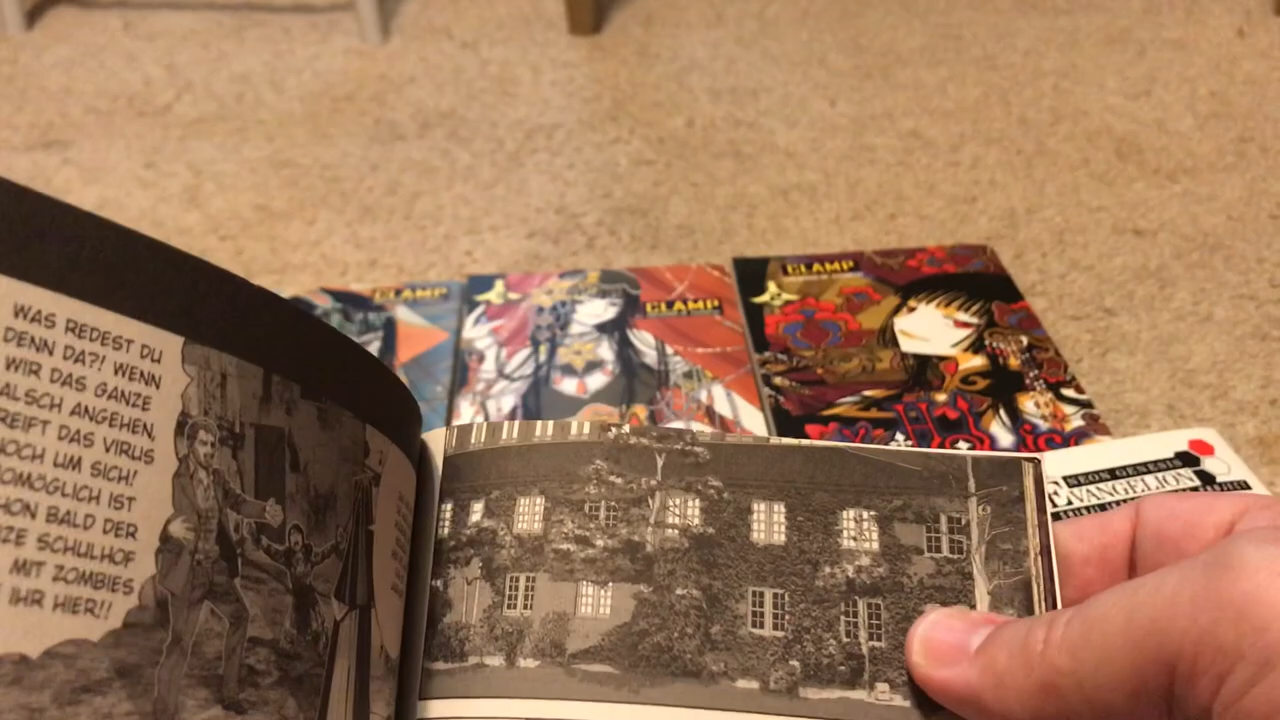 WAS REDEST DU
DENN DA?! WENN
WIR DAS GANZE
ALSCH ANGEHEN,
REIFT DAS VIRUS
NOCH UM SICH!
OMÖGLICH IST
HON BALD DER
ZE SCHULHOF
MIT ZOMBIES
IHR HIER!!
CLAMP
CLAMP
CLAMP
NEON GENESIS
EVANGELION